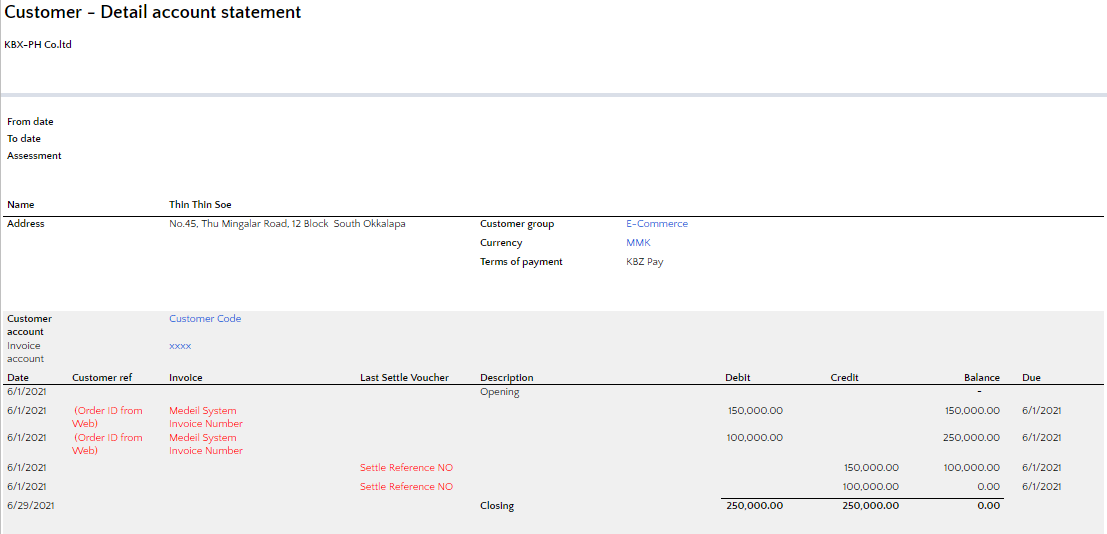 Customer - Detail account statement
KBX-PH Co.ltd
From date
To date
Assessment
Name Thin Thin Soe
Address No.45, Thu Mingalar Road, 12 Block South Okkalapa Customer group E-Commerce
Currency MMK
Terms of payment KBZ Pay
Customer account Customer Code
Invoice account xxxx
Date Customer ref Invoice Last Settle Voucher Description Debit Credit Balance Due
6/1/2021 Opening -
6/1/2021 (Order ID from Web) Medeil System Invoice Number 150,000.00 150,000.00 6/1/2021
6/1/2021 (Order ID from Web) Medeil System Invoice Number 100,000.00 250,000.00 6/1/2021
6/1/2021 Settle Reference NO 150,000.00 100,000.00 6/1/2021
6/1/2021 Settle Reference NO 100,000.00 0.00 6/1/2021
6/29/2021 Closing 250,000.00 250,000.00 0.00